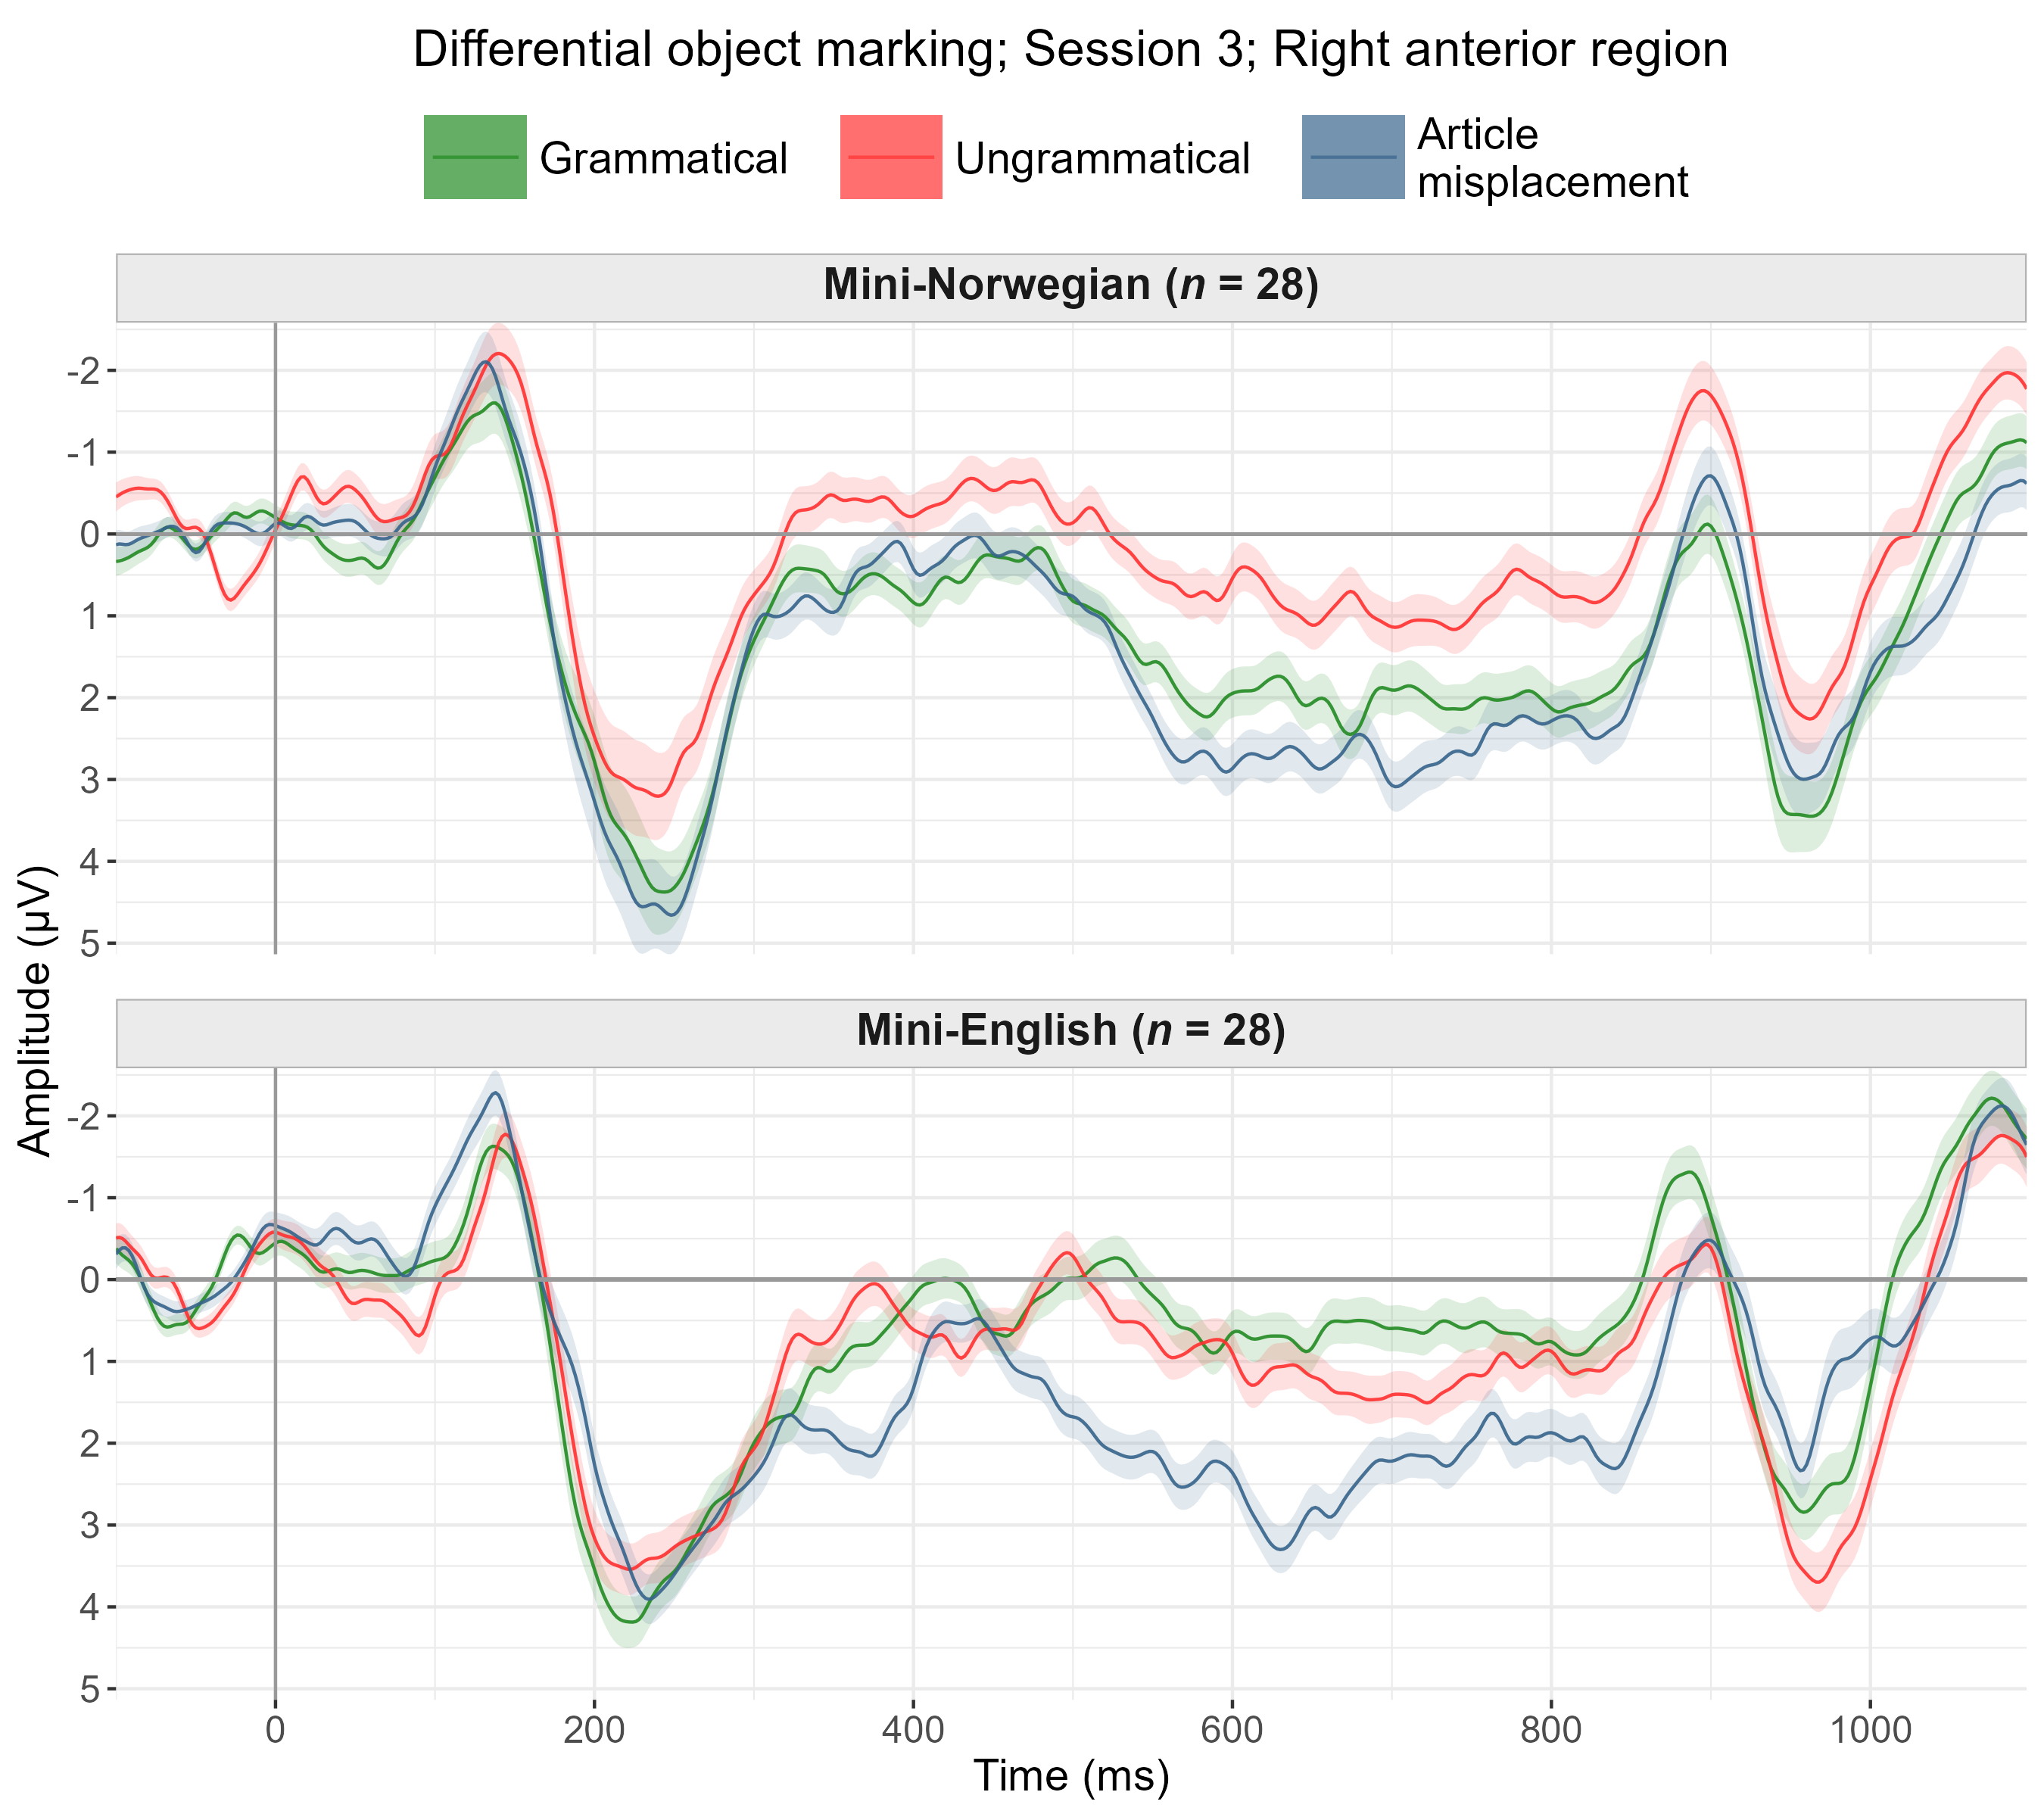 Differential object marking; Session 3; Right anterior region
Grammatical
Ungrammatical
Article
misplacement
Mini-Norwegian (n = 28)
-2
-1
0
1
2
3
4
5
Mini-English (n = 28)
-2
-1
0
1
2
3
4
5
Amplitude (µV)
0 200 400 600 800 1000
Time (ms)